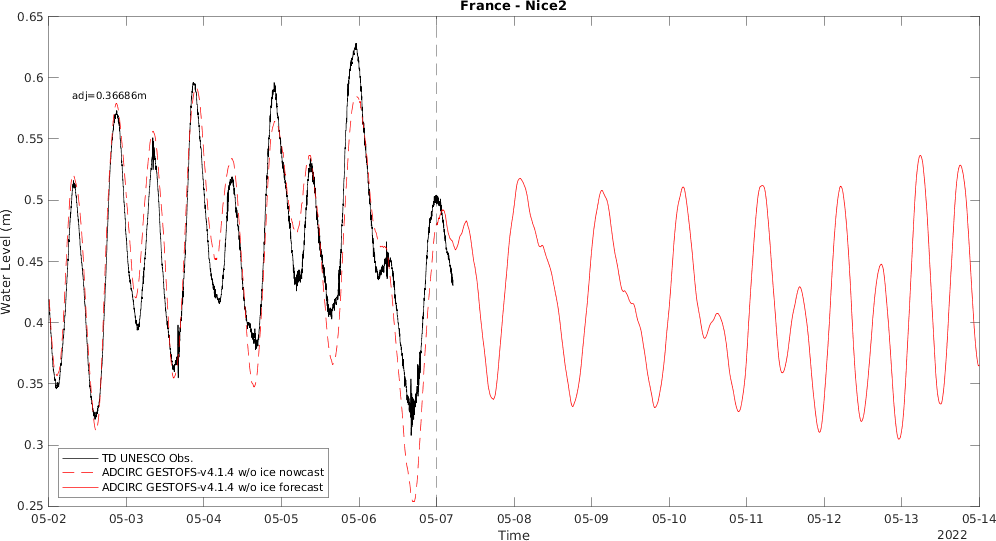 France - Nice2
0.65
0.6
0.55
0.5
0.45
0.4
0.35
0.3
0.25
Water Level (m)
adj=0.36686m
TD UNESCO Obs.
ADCIRC GESTOFS-v4.1.4 w/o ice nowcast
ADCIRC GESTOFS-v4.1.4 w/o ice forecast
05-02 05-03 05-04 05-05 05-06 05-07 05-08 05-09 05-10 05-11 05-12 05-13 05-14
Time
2022